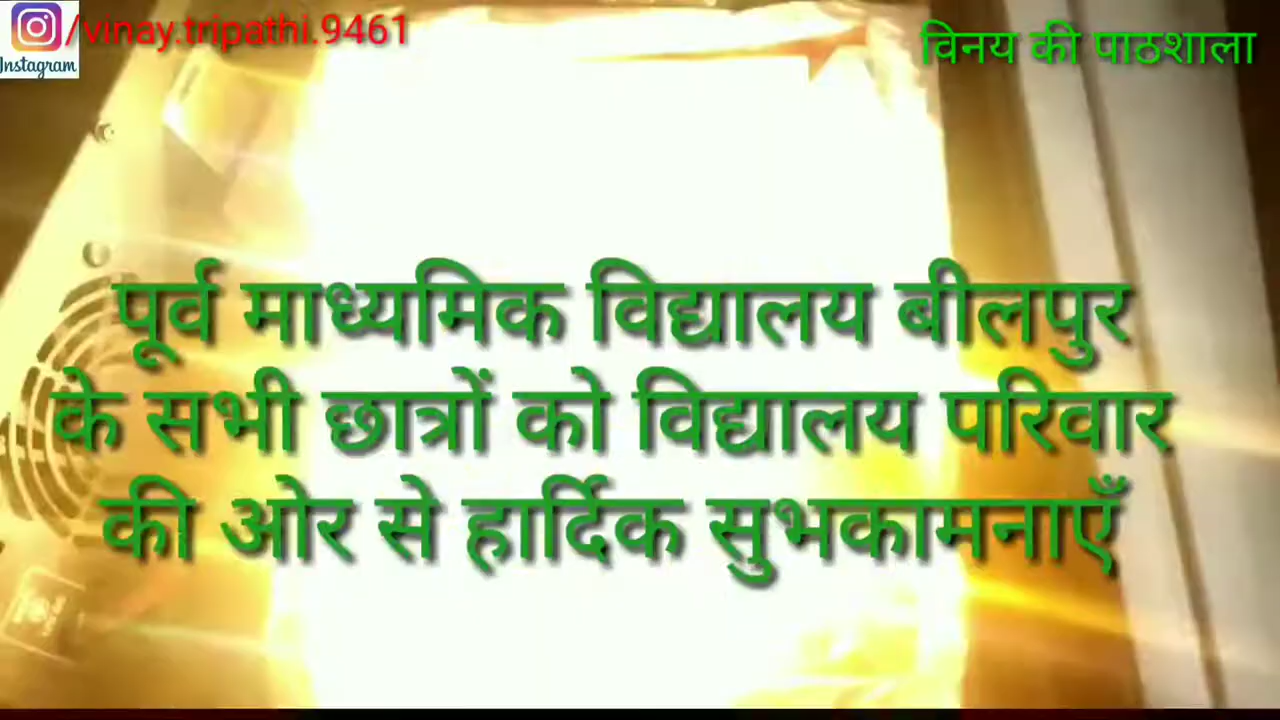 Instagram
/vinay.tripathi.9461
विनय की पाठशाला
पूर्व माध्यमिक विद्यालय बीलपुर
के सभी छात्रों को विद्यालय परिवार
की ओर से हार्दिक सुभकामनाएँ